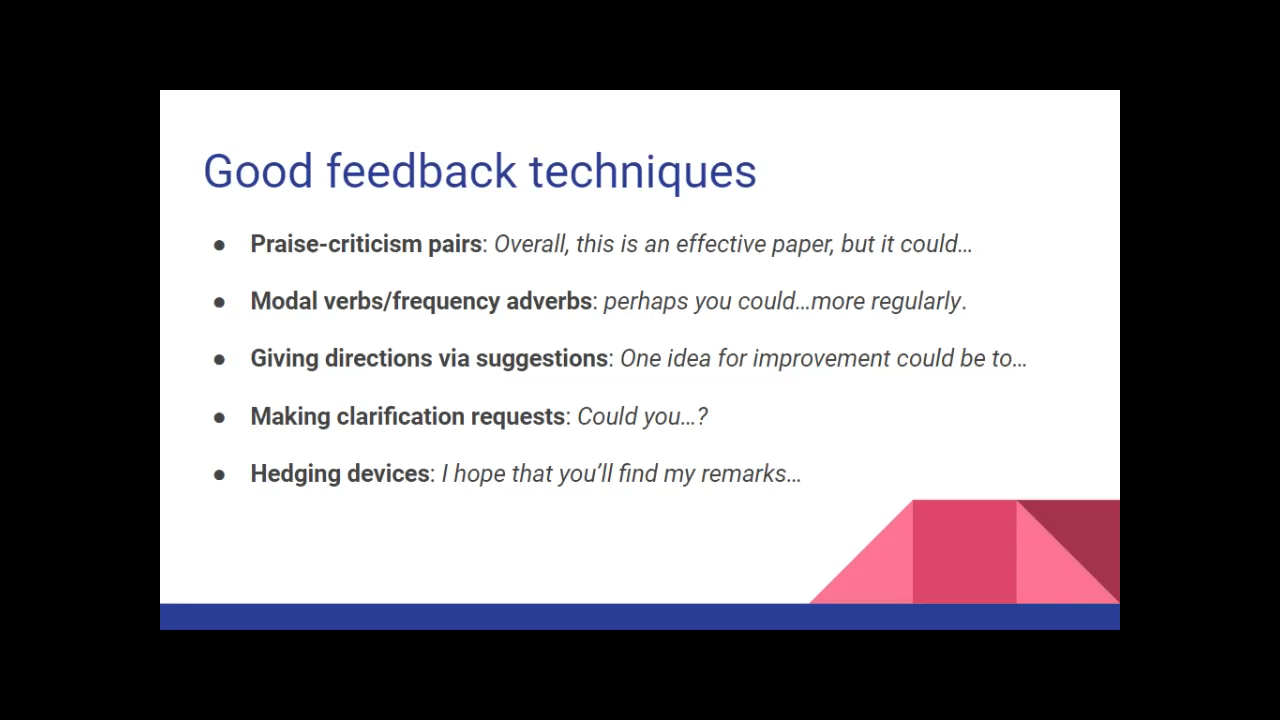 Good feedback techniques
● Praise-criticism pairs: Overall, this is an effective paper, but it could…
● Modal verbs/frequency adverbs: perhaps you could…more regularly.
● Giving directions via suggestions: One idea for improvement could be to…
● Making clarification requests: Could you…?
● Hedging devices: I hope that you’ll find my remarks…